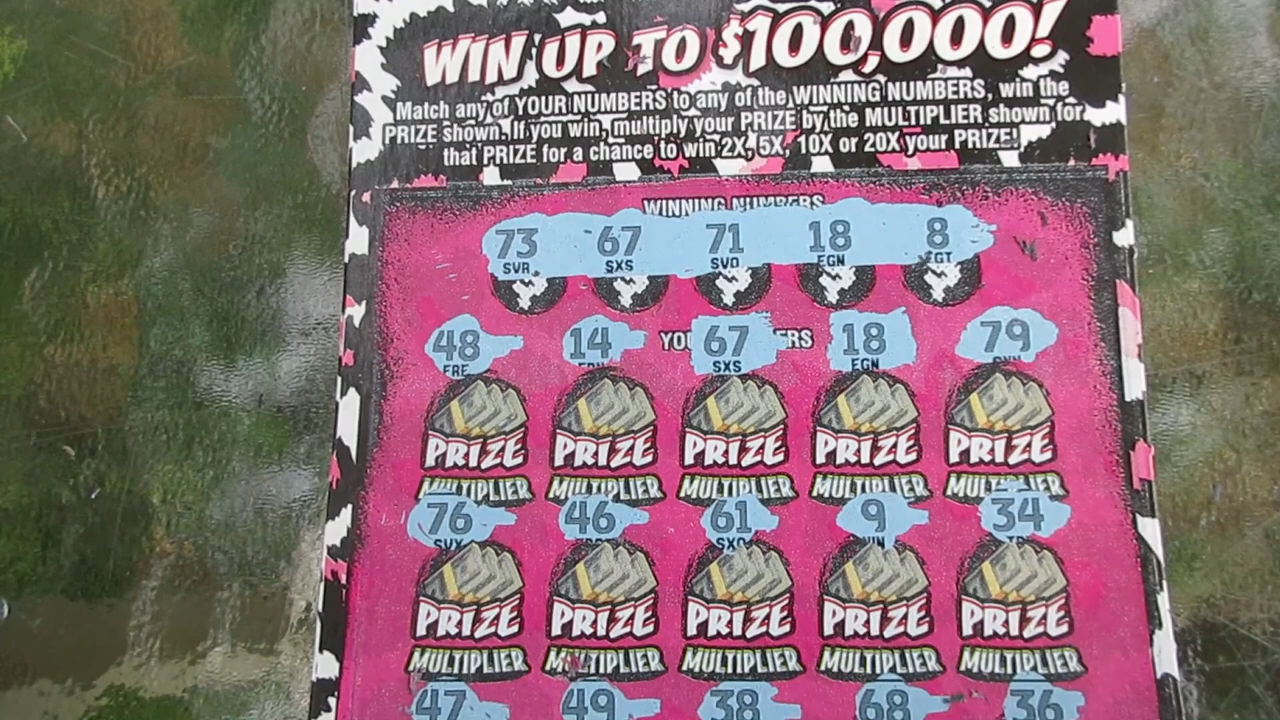 WIN UP TO $100,000!
Match any of YOUR NUMBERS to any of the WINNING NUMBERS, win the
PRIZE shown. If you win, multiply your PRIZE by the MULTIPLIER shown for
that PRIZE for a chance to win 2X, 5X, 10X or 20X your PRIZE!
WINNING NUMBERS
73 67 71 18 8
SVR SXS SVO EGN EGT
48 14 67 18 79
FRE SXS EGN
PRIZE PRIZE PRIZE PRIZE PRIZE
MULTIPLIER MULTIPLIER MULTIPLIER MULTIPLIER MULTIPLIER
76 46 61 9 34
SVX SXO NIN
PRIZE PRIZE PRIZE PRIZE PRIZE
MULTIPLIER MULTIPLIER MULTIPLIER MULTIPLIER MULTIPLIER
47 49 38 68 36